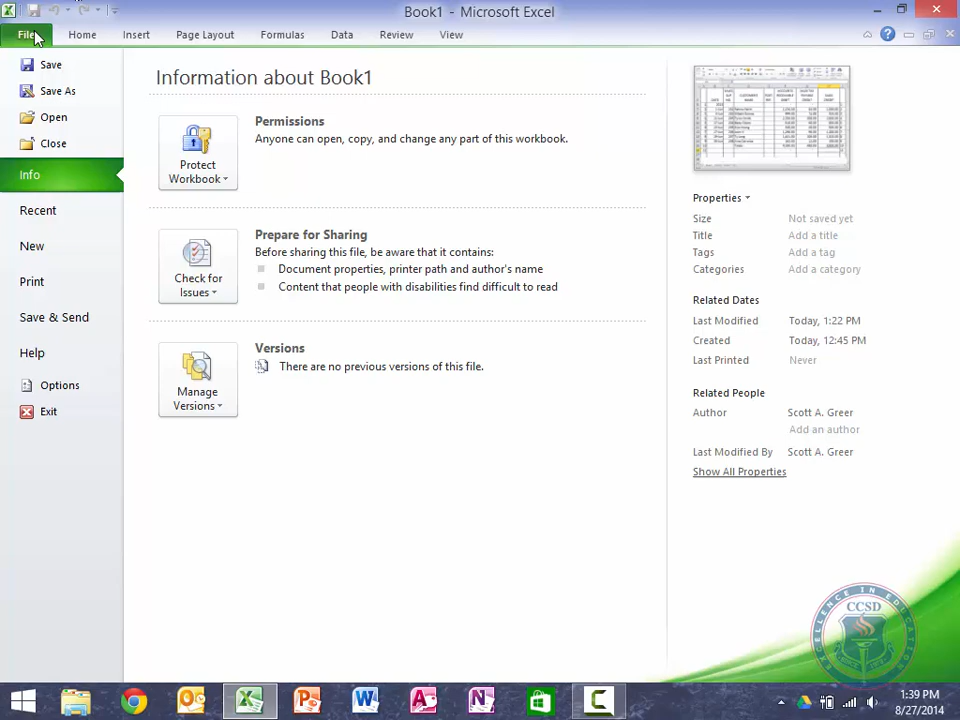 Book1 - Microsoft Excel
File Home Insert Page Layout Formulas Data Review View
Save
Save As
Open
Close
Info
Recent
New
Print
Save & Send
Help
Options
Exit
Information about Book1
Protect
Workbook
Permissions
Anyone can open, copy, and change any part of this workbook.
Check for
Issues
Prepare for Sharing
Before sharing this file, be aware that it contains:
Document properties, printer path and author's name
Content that people with disabilities find difficult to read
Manage
Versions
Versions
There are no previous versions of this file.
Properties
Size Not saved yet
Title Add a title
Tags Add a tag
Categories Add a category
Related Dates
Last Modified Today, 1:22 PM
Created Today, 12:45 PM
Last Printed Never
Related People
Author Scott A. Greer
Add an author
Last Modified By Scott A. Greer
Show All Properties
CCSD
EXCELLENCE IN EDUCATION
1:39 PM
8/27/2014